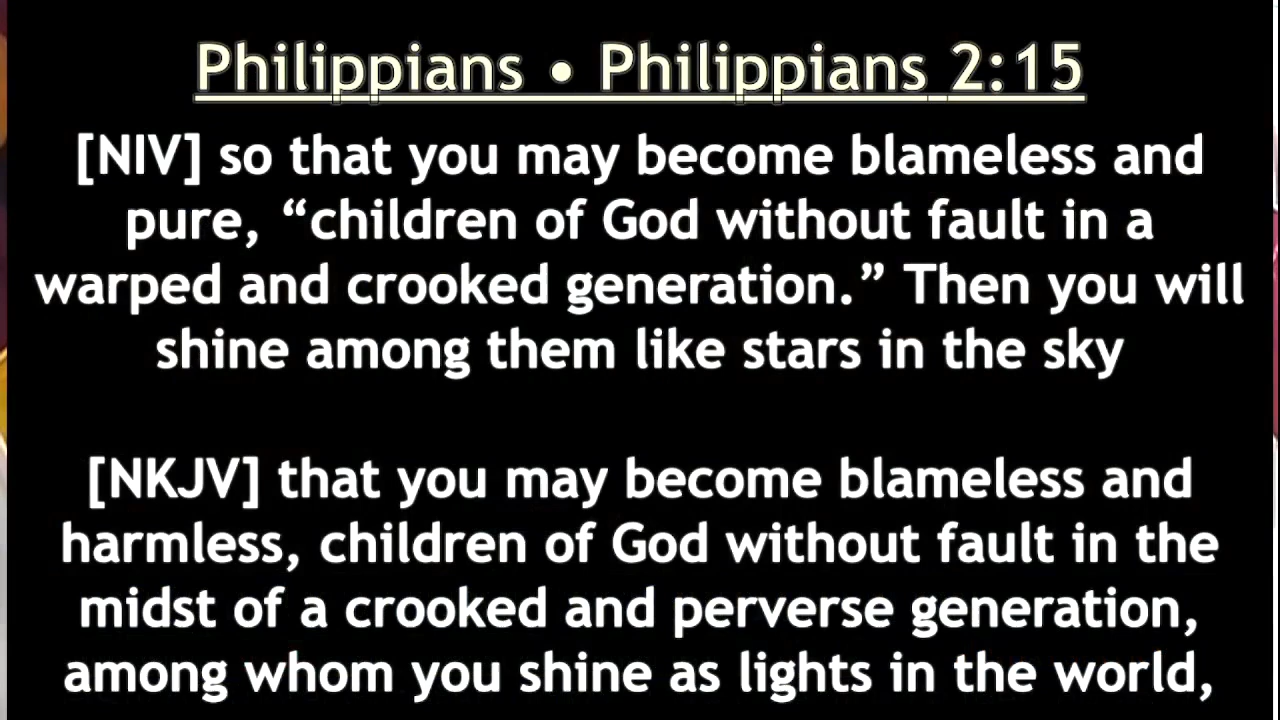 Philippians • Philippians 2:15
[NIV] so that you may become blameless and
pure, “children of God without fault in a
warped and crooked generation.” Then you will
shine among them like stars in the sky
[NKJV] that you may become blameless and
harmless, children of God without fault in the
midst of a crooked and perverse generation,
among whom you shine as lights in the world,